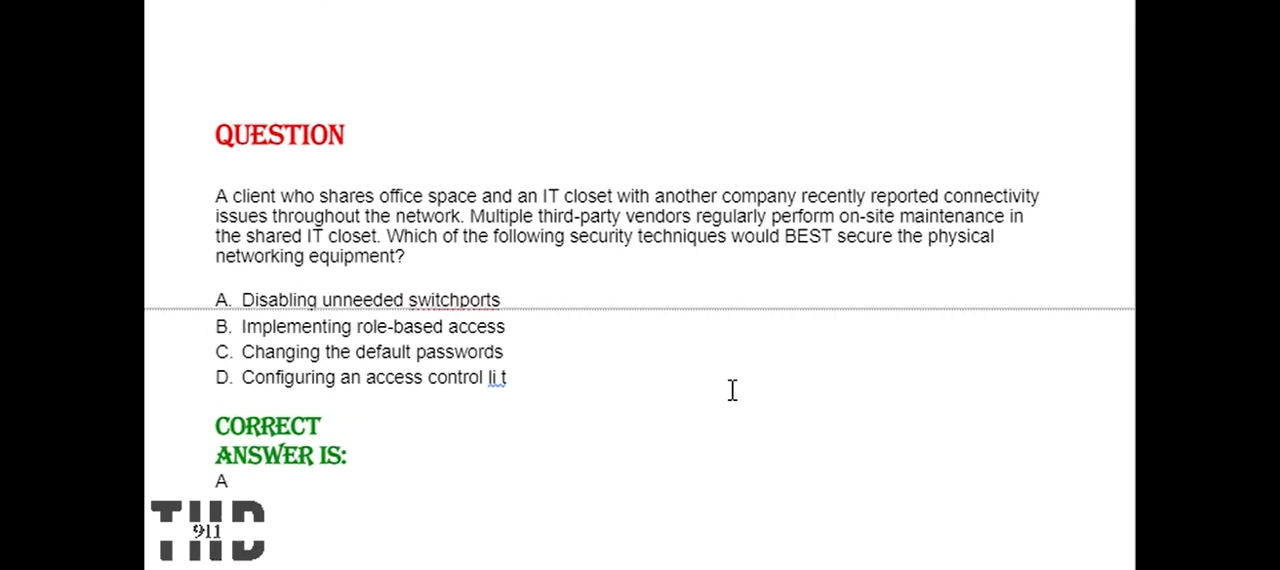 QUESTION
A client who shares office space and an IT closet with another company recently reported connectivity
issues throughout the network. Multiple third-party vendors regularly perform on-site maintenance in
the shared IT closet. Which of the following security techniques would BEST secure the physical
networking equipment?
A. Disabling unneeded switchports
B. Implementing role-based access
C. Changing the default passwords
D. Configuring an access control li.t
CORRECT
ANSWER IS:
A
THD
911